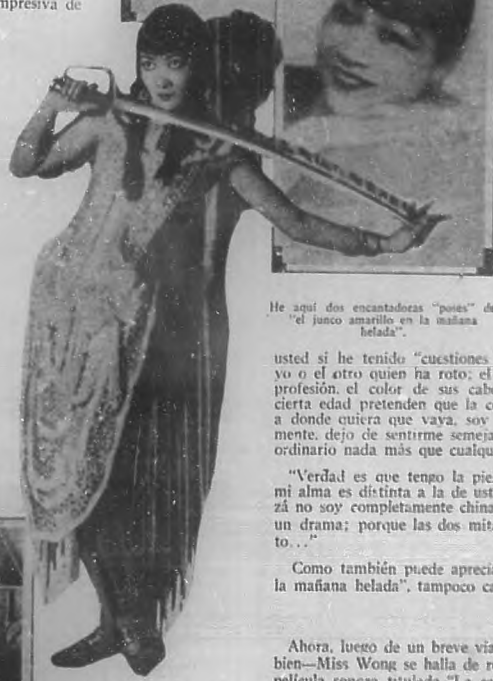 mpresiva de
He aquí dos encantadoras "poses" de
"el junco amarillo en la mañana
helada".
usted si he tenido "cuestiones
yo o el otro quien ha roto; el
profesión, el color de sus cab
cierta edad pretenden que la c
a donde quiera que vaya, soy
mente, dejo de sentirme semeja
ordinario nada más que cualqu
"Verdad es que tengo la pie
mi alma es distinta a la de ust
zá no soy completamente china
un drama; porque las dos mit
to..."
Como también puede aprecia
la mañana helada", tampoco ca
Ahora, luego de un breve via
bien—Miss Wong se halla de r
película sonora titulada